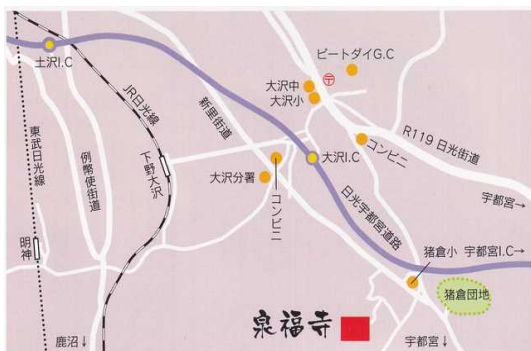 土沢I.C
ビートダイG.C
大沢中
〒
大沢小
JR日光線
新里街道
R119 日光街道
コンビニ
東武日光線
例幣使街道
下野大沢
大沢分署
コンビニ
大沢I.C
日光宇都宮道路
宇都宮→
明神
猪倉小
宇都宮I.C→
猪倉団地
泉福寺
鹿沼↓
宇都宮↓